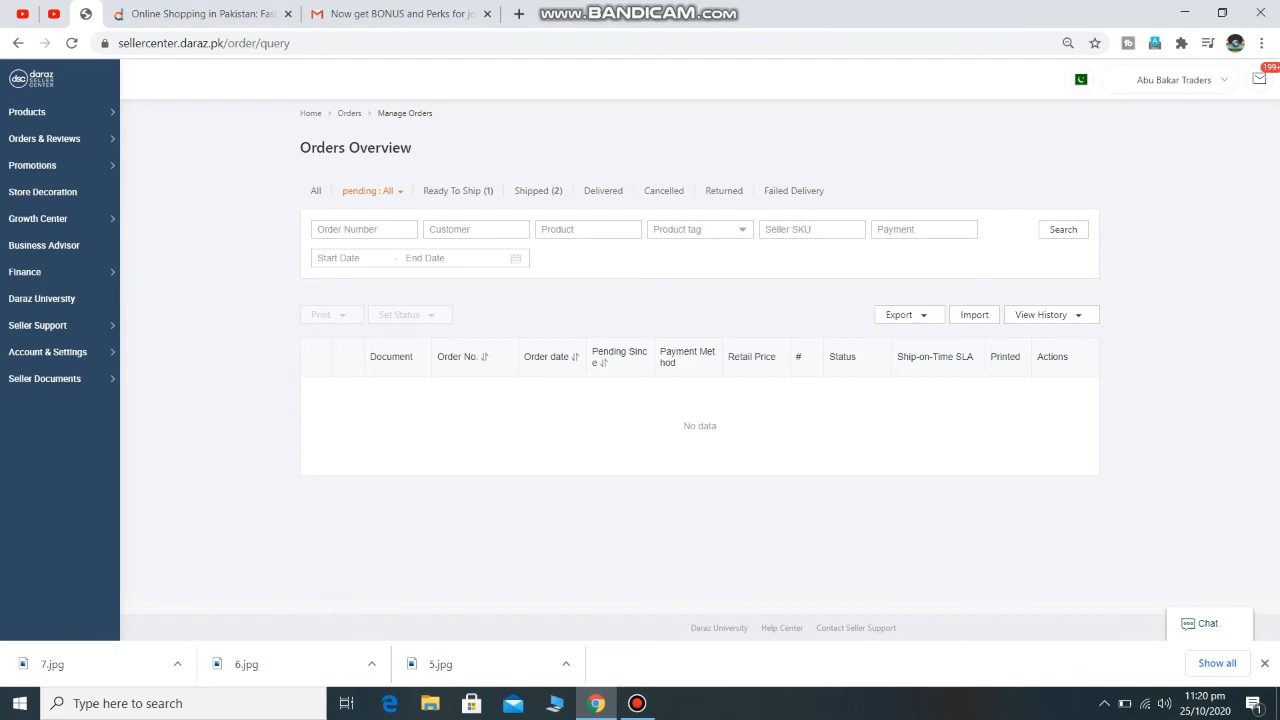 Online Shopping in Pakistan: Fas
Now get BONUS and Perks for jo
www.BANDICAM.com
sellercenter.daraz.pk/order/query
dsc daraz SELLER CENTER
Abu Bakar Traders
199+
Products
Orders & Reviews
Promotions
Store Decoration
Growth Center
Business Advisor
Finance
Daraz University
Seller Support
Account & Settings
Seller Documents
Home > Orders > Manage Orders
Orders Overview
All
pending : All
Ready To Ship (1)
Shipped (2)
Delivered
Cancelled
Returned
Failed Delivery
Order Number
Customer
Product
Product tag
Seller SKU
Payment
Search
Start Date - End Date
Print
Set Status
Export
Import
View History
Document
Order No.
Order date
Pending Sinc
e
Payment Met
hod
Retail Price
#
Status
Ship-on-Time SLA
Printed
Actions
No data
Daraz University
Help Center
Contact Seller Support
Chat
7.jpg
6.jpg
5.jpg
Show all
Type here to search
11:20 pm
25/10/2020
1